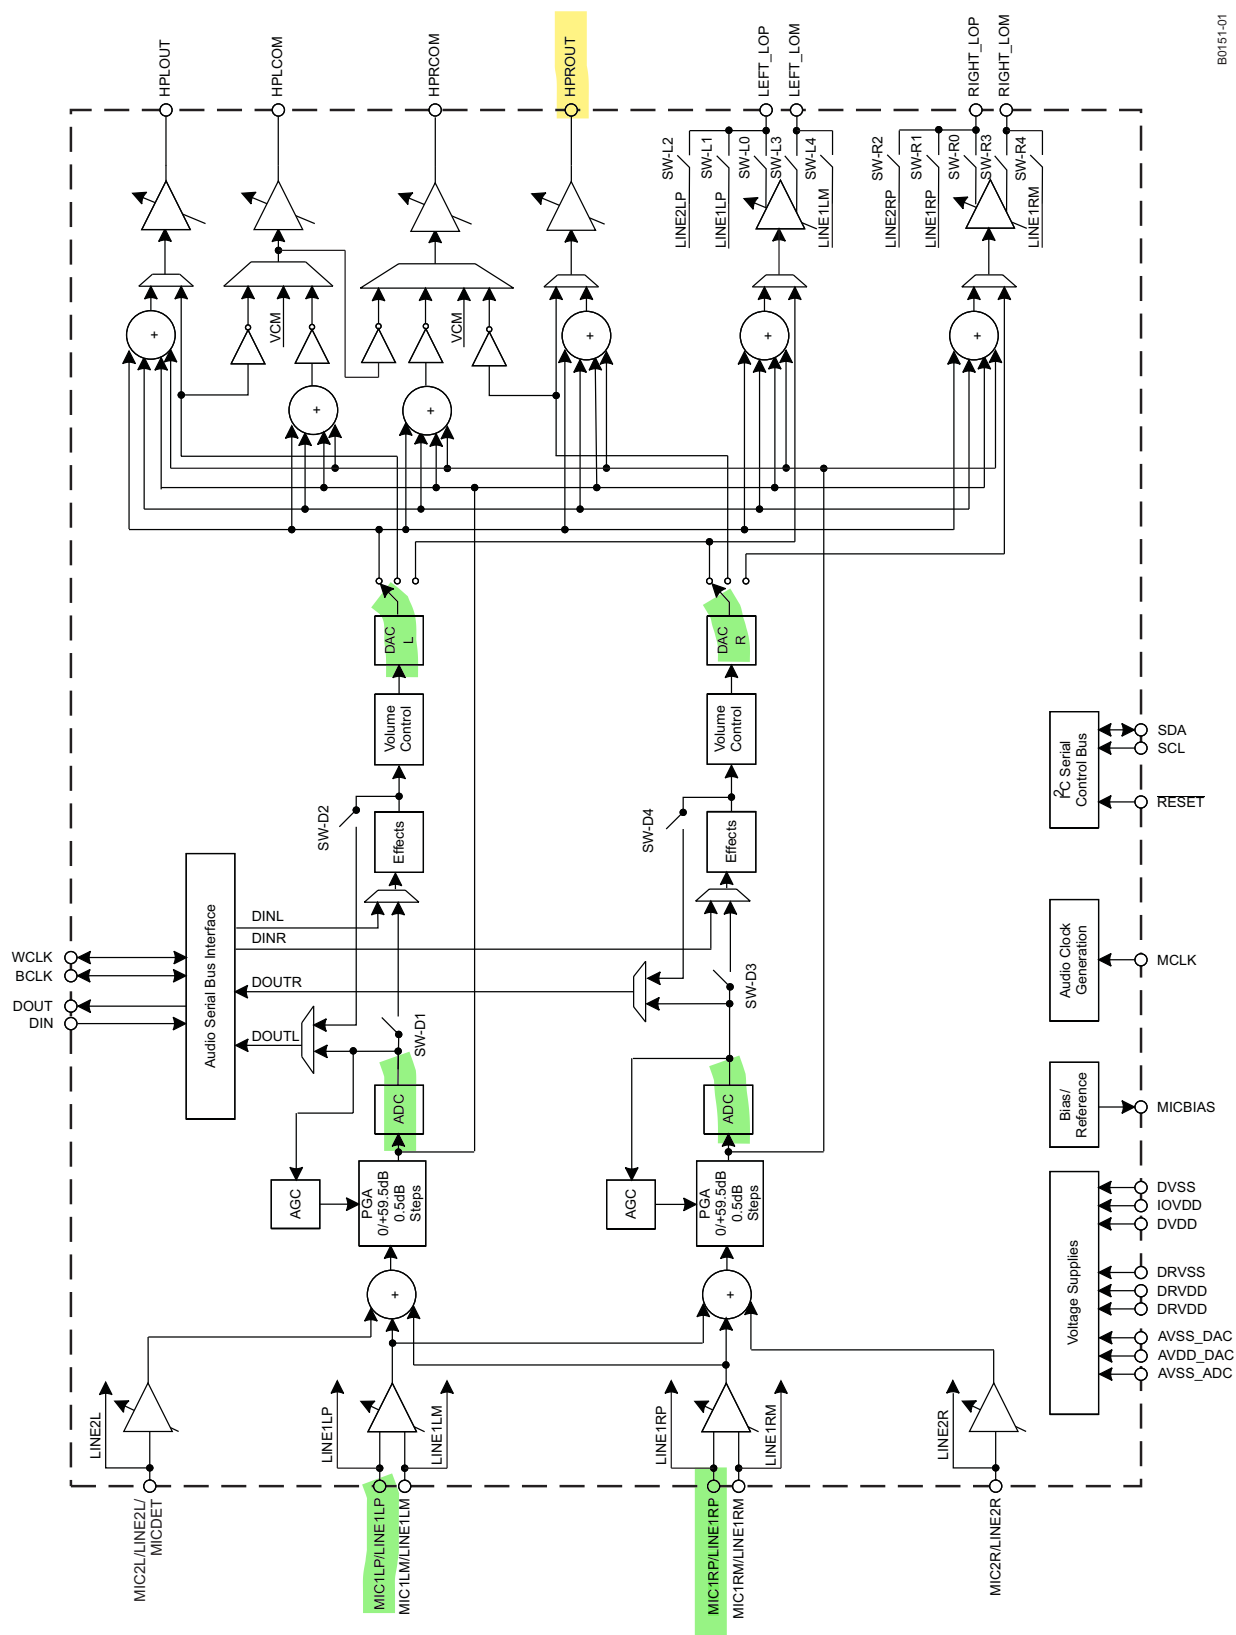 B0151-01
HPLOUT
HPLCOM
HPRCOM
HPROUT
LEFT_LOP
LEFT_LOM
RIGHT_LOP
RIGHT_LOM
SW-L2
SW-L1
SW-L0
SW-L3
SW-L4
SW-R2
SW-R1
SW-R0
SW-R3
SW-R4
LINE2LP
LINE1LP
LINE1LM
LINE2RP
LINE1RP
LINE1RM
VCM
VCM
+
+
+
+
+
+
DAC
L
DAC
R
Volume
Control
Volume
Control
SW-D2
SW-D4
Effects
Effects
I2C Serial
Control Bus
SDA
SCL
RESET
Audio Serial Bus Interface
WCLK
BCLK
DOUT
DIN
DINL
DINR
DOUTR
DOUTL
SW-D1
SW-D3
Audio Clock
Generation
MCLK
ADC
ADC
Bias/
Reference
MICBIAS
AGC
PGA
0/+59.5dB
0.5dB
Steps
AGC
PGA
0/+59.5dB
0.5dB
Steps
Voltage Supplies
DVSS
IOVDD
DVDD
DRVSS
DRVDD
DRVDD
AVSS_DAC
AVDD_DAC
AVSS_ADC
+
+
LINE2L
LINE1LP
LINE1LM
LINE1RP
LINE1RM
LINE2R
MIC2L/LINE2L/
MICDET
MIC1LP/LINE1LP
MIC1LM/LINE1LM
MIC1RP/LINE1RP
MIC1RM/LINE1RM
MIC2R/LINE2R